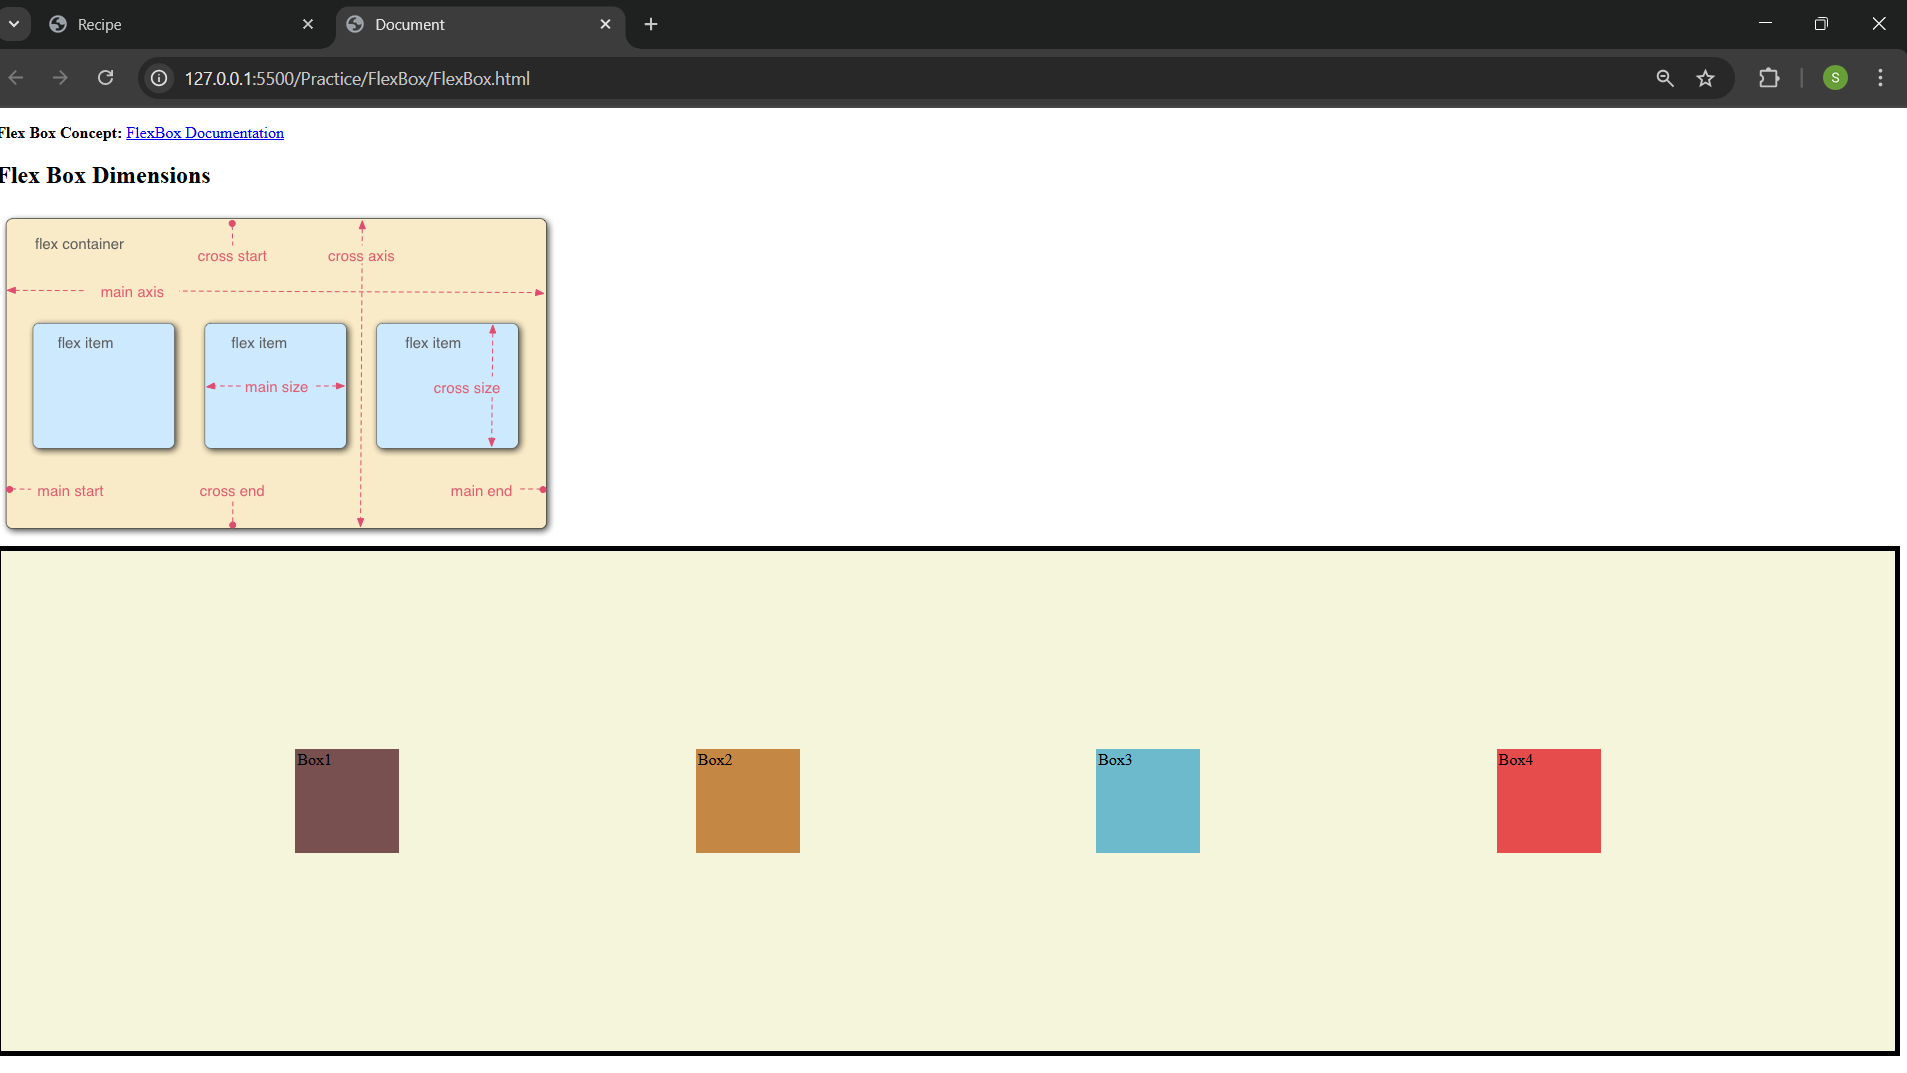 Recipe
Document
127.0.0.1:5500/Practice/FlexBox/FlexBox.html
S
Flex Box Concept: FlexBox Documentation
Flex Box Dimensions
flex container
cross start
cross axis
main axis
flex item
flex item
flex item
main size
cross size
main start
cross end
main end
Box1
Box2
Box3
Box4